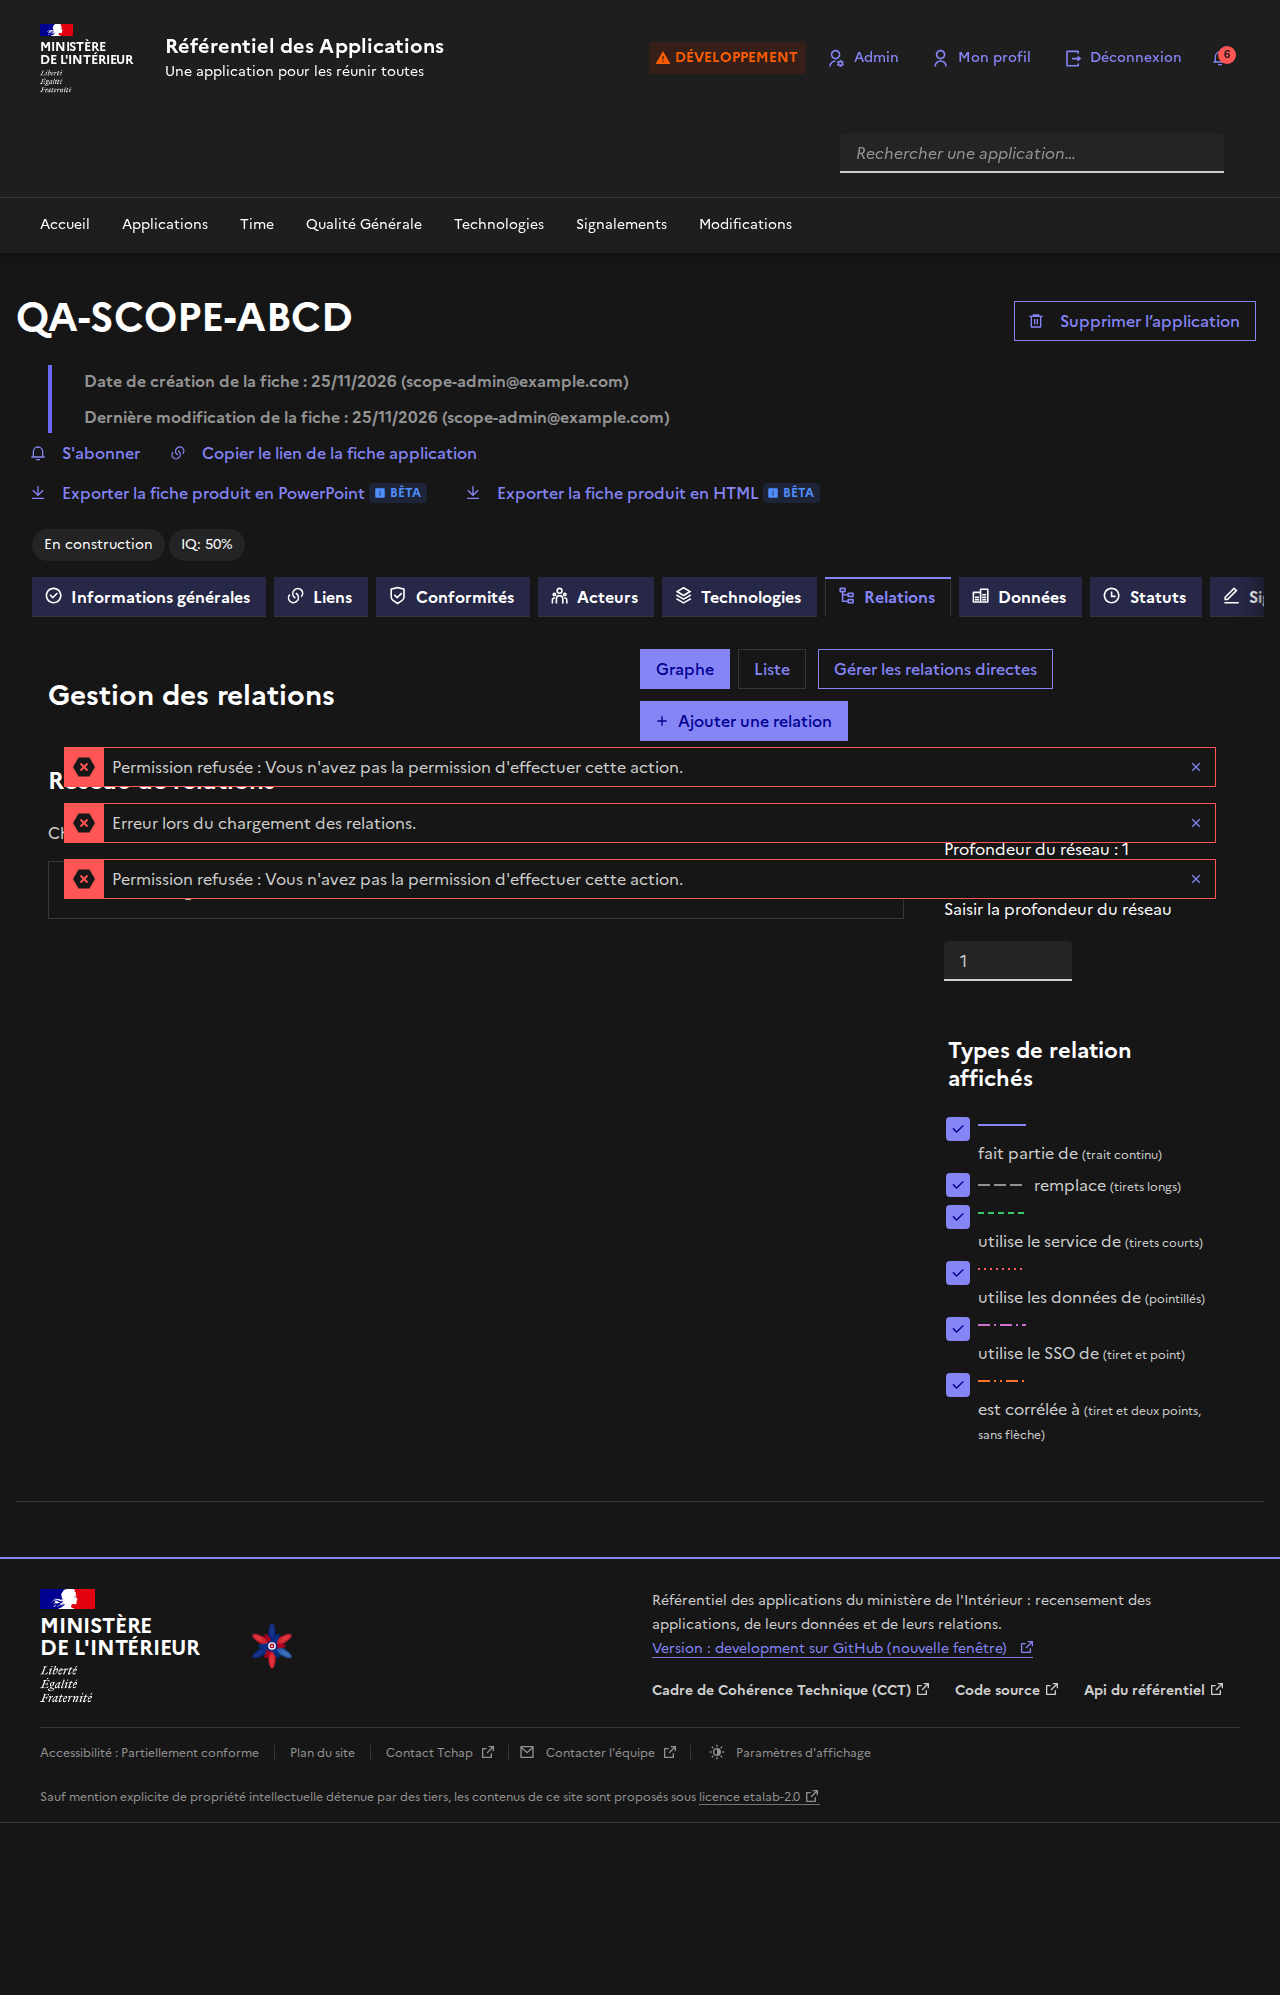 MINISTÈRE
DE L'INTÉRIEUR
Liberté
Égalité
Fraternité
Référentiel des Applications
Une application pour les réunir toutes
DÉVELOPPEMENT
Admin
Mon profil
Déconnexion
6
Rechercher une application…
Accueil
Applications
Time
Qualité Générale
Technologies
Signalements
Modifications
QA-SCOPE-ABCD
Supprimer l’application
Date de création de la fiche : 25/11/2026 (scope-admin@example.com)
Dernière modification de la fiche : 25/11/2026 (scope-admin@example.com)
S'abonner
Copier le lien de la fiche application
Exporter la fiche produit en PowerPoint BÊTA
Exporter la fiche produit en HTML BÊTA
En construction
IQ: 50%
Informations générales
Liens
Conformités
Acteurs
Technologies
Relations
Données
Statuts
Gestion des relations
Graphe
Liste
Gérer les relations directes
Ajouter une relation
Permission refusée : Vous n'avez pas la permission d'effectuer cette action.
Erreur lors du chargement des relations.
Profondeur du réseau : 1
Permission refusée : Vous n'avez pas la permission d'effectuer cette action.
Saisir la profondeur du réseau
1
Types de relation
affichés
fait partie de (trait continu)
remplace (tirets longs)
utilise le service de (tirets courts)
utilise les données de (pointillés)
utilise le SSO de (tiret et point)
est corrélée à (tiret et deux points,
sans flèche)
MINISTÈRE
DE L'INTÉRIEUR
Liberté
Égalité
Fraternité
Référentiel des applications du ministère de l'Intérieur : recensement des
applications, de leurs données et de leurs relations.
Version : development sur GitHub (nouvelle fenêtre)
Cadre de Cohérence Technique (CCT)
Code source
Api du référentiel
Accessibilité : Partiellement conforme
Plan du site
Contact Tchap
Contacter l'équipe
Paramètres d'affichage
Sauf mention explicite de propriété intellectuelle détenue par des tiers, les contenus de ce site sont proposés sous licence etalab-2.0